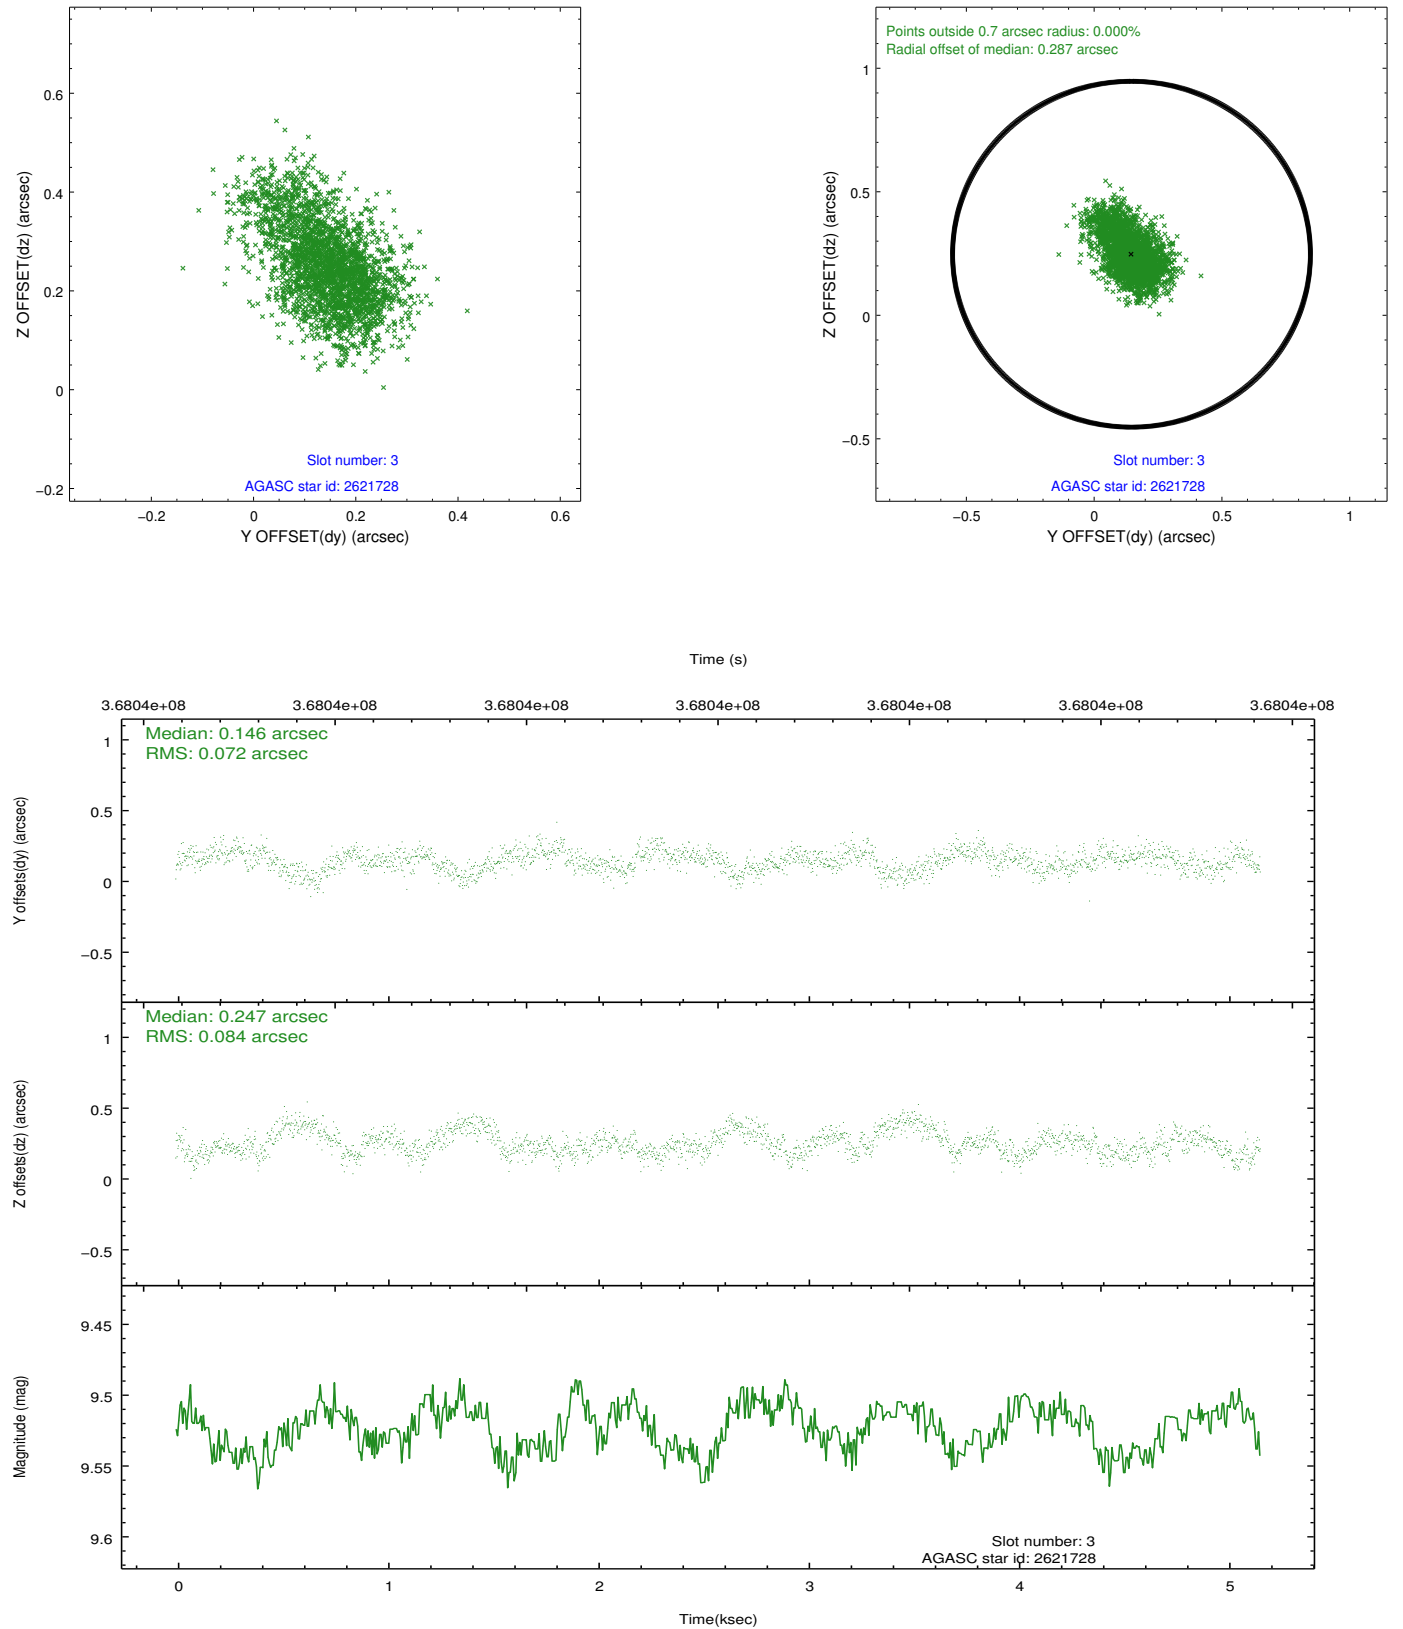 0.6
0.4
0.2
0
−0.2
Z OFFSET(dz) (arcsec)
Slot number: 3
AGASC star id: 2621728
−0.2 0 0.2 0.4 0.6
Y OFFSET(dy) (arcsec)
Points outside 0.7 arcsec radius: 0.000%
Radial offset of median: 0.287 arcsec
1
0.5
0
−0.5
Z OFFSET(dz) (arcsec)
Slot number: 3
AGASC star id: 2621728
−0.5 0 0.5 1
Y OFFSET(dy) (arcsec)
Time (s)
3.6804e+08 3.6804e+08 3.6804e+08 3.6804e+08 3.6804e+08 3.6804e+08 3.6804e+08
Median: 0.146 arcsec
RMS: 0.072 arcsec
1
0.5
0
−0.5
Y offsets(dy) (arcsec)
Median: 0.247 arcsec
RMS: 0.084 arcsec
1
0.5
0
−0.5
Z offsets(dz) (arcsec)
9.45
9.5
9.55
9.6
Magnitude (mag)
Slot number: 3
AGASC star id: 2621728
0 1 2 3 4 5
Time(ksec)